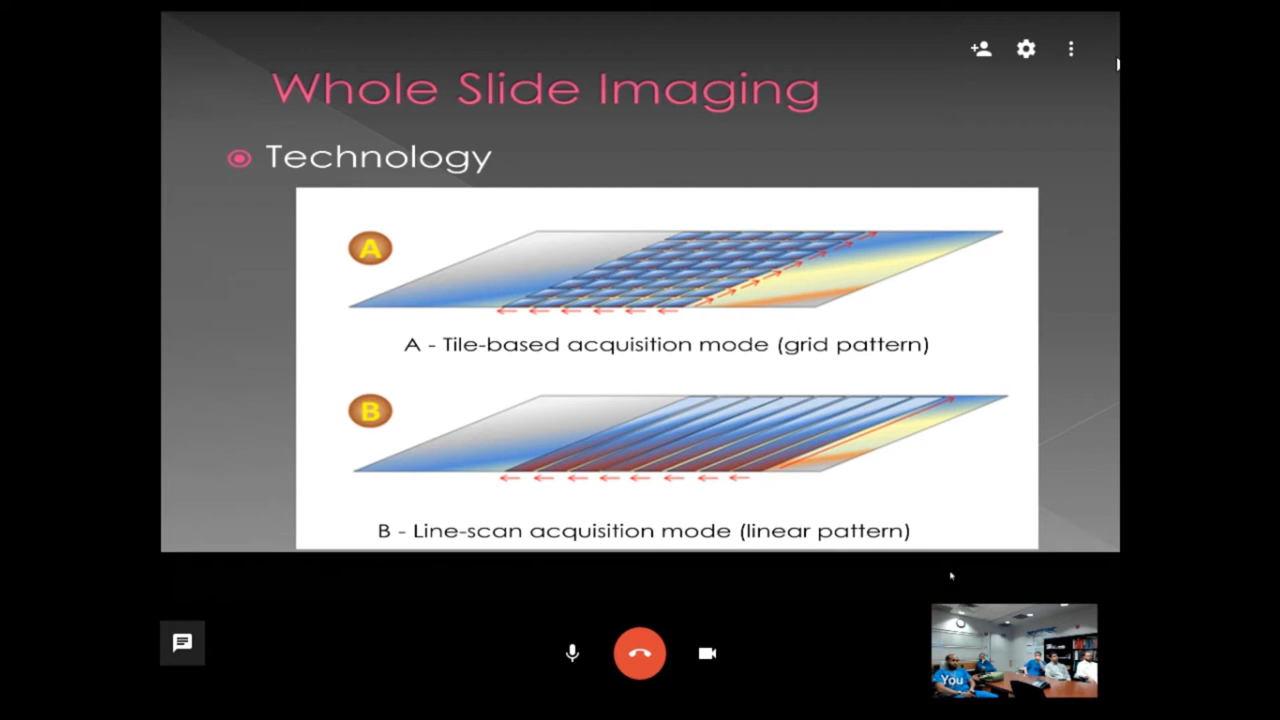 Whole Slide Imaging
Technology
A
A - Tile-based acquisition mode (grid pattern)
B
B - Line-scan acquisition mode (linear pattern)
You